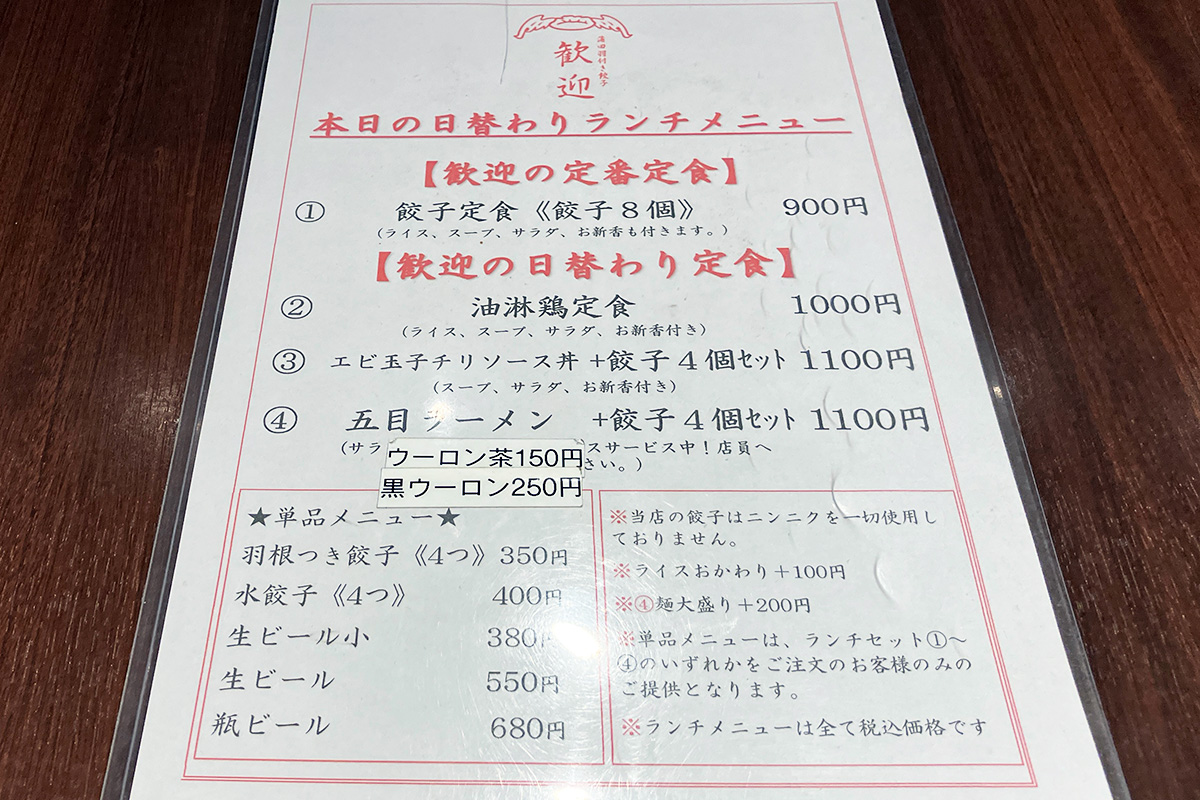 蒲田羽付き餃子
歓迎
本日の日替わりランチメニュー
【歓迎の定番定食】
① 餃子定食《餃子8個》 900円
(ライス、スープ、サラダ、お新香も付きます。)
【歓迎の日替わり定食】
② 油淋鶏定食 1000円
(ライス、スープ、サラダ、お新香付き)
③ エビ玉子チリソース丼 +餃子4個セット 1100円
(スープ、サラダ、お新香付き)
④ 五目ラーメン +餃子4個セット 1100円
(サラ スサービス中!店員へ
さい。)
ウーロン茶150円
黒ウーロン250円
★単品メニュー★
羽根つき餃子《4つ》 350円
水餃子《4つ》 400円
生ビール小 380円
生ビール 550円
瓶ビール 680円
※当店の餃子はニンニクを一切使用し
ておりません。
※ライスおかわり+100円
※④麺大盛り+200円
※単品メニューは、ランチセット①~
④のいずれかをご注文のお客様のみの
ご提供となります。
※ランチメニューは全て税込価格です